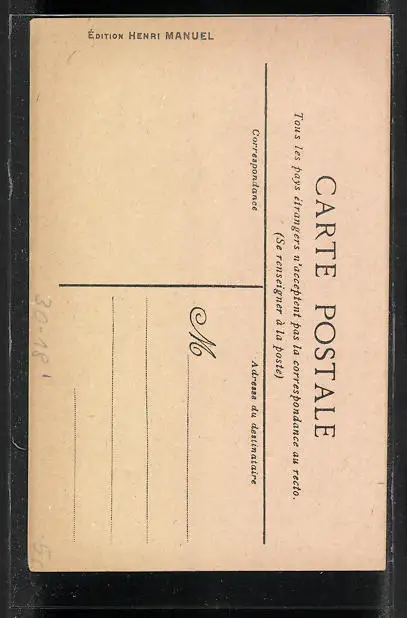 ÉDITION HENRI MANUEL
CARTE POSTALE
Tous les pays étrangers n'acceptent pas la correspondance au recto.
(Se renseigner à la poste)
Correspondance
Adresse du destinataire
M
30-18